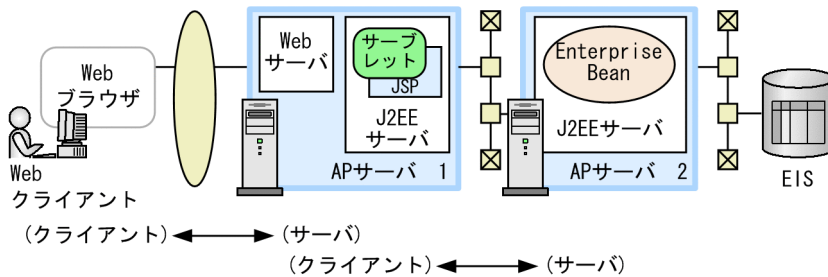 Web
ブラウザ
Web
クライアント
Web
サーバ
サーブ
レット
JSP
J2EE
サーバ
APサーバ 1
Enterprise
Bean
J2EEサーバ
APサーバ 2
EIS
(クライアント)
(サーバ)
(クライアント)
(サーバ)